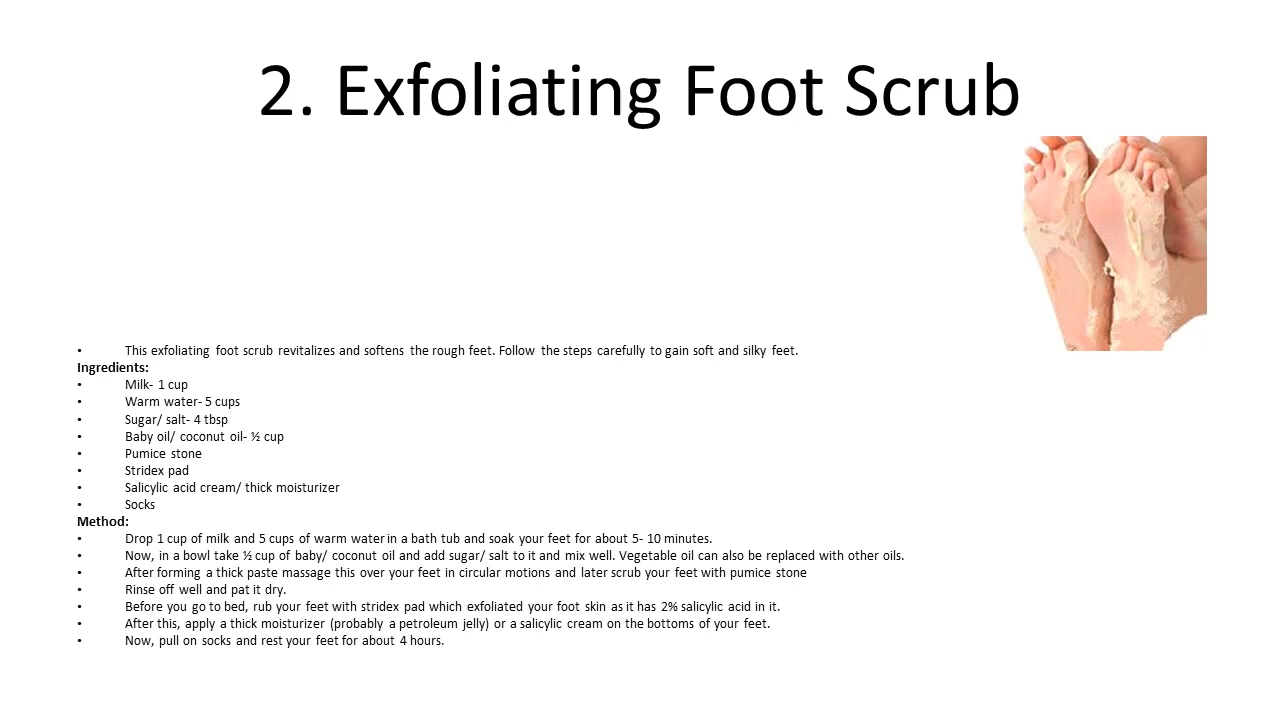 2. Exfoliating Foot Scrub
• This exfoliating foot scrub revitalizes and softens the rough feet. Follow the steps carefully to gain soft and silky feet.
Ingredients:
• Milk- 1 cup
• Warm water- 5 cups
• Sugar/ salt- 4 tbsp
• Baby oil/ coconut oil- ½ cup
• Pumice stone
• Stridex pad
• Salicylic acid cream/ thick moisturizer
• Socks
Method:
• Drop 1 cup of milk and 5 cups of warm water in a bath tub and soak your feet for about 5- 10 minutes.
• Now, in a bowl take ½ cup of baby/ coconut oil and add sugar/ salt to it and mix well. Vegetable oil can also be replaced with other oils.
• After forming a thick paste massage this over your feet in circular motions and later scrub your feet with pumice stone
• Rinse off well and pat it dry.
• Before you go to bed, rub your feet with stridex pad which exfoliated your foot skin as it has 2% salicylic acid in it.
• After this, apply a thick moisturizer (probably a petroleum jelly) or a salicylic cream on the bottoms of your feet.
• Now, pull on socks and rest your feet for about 4 hours.